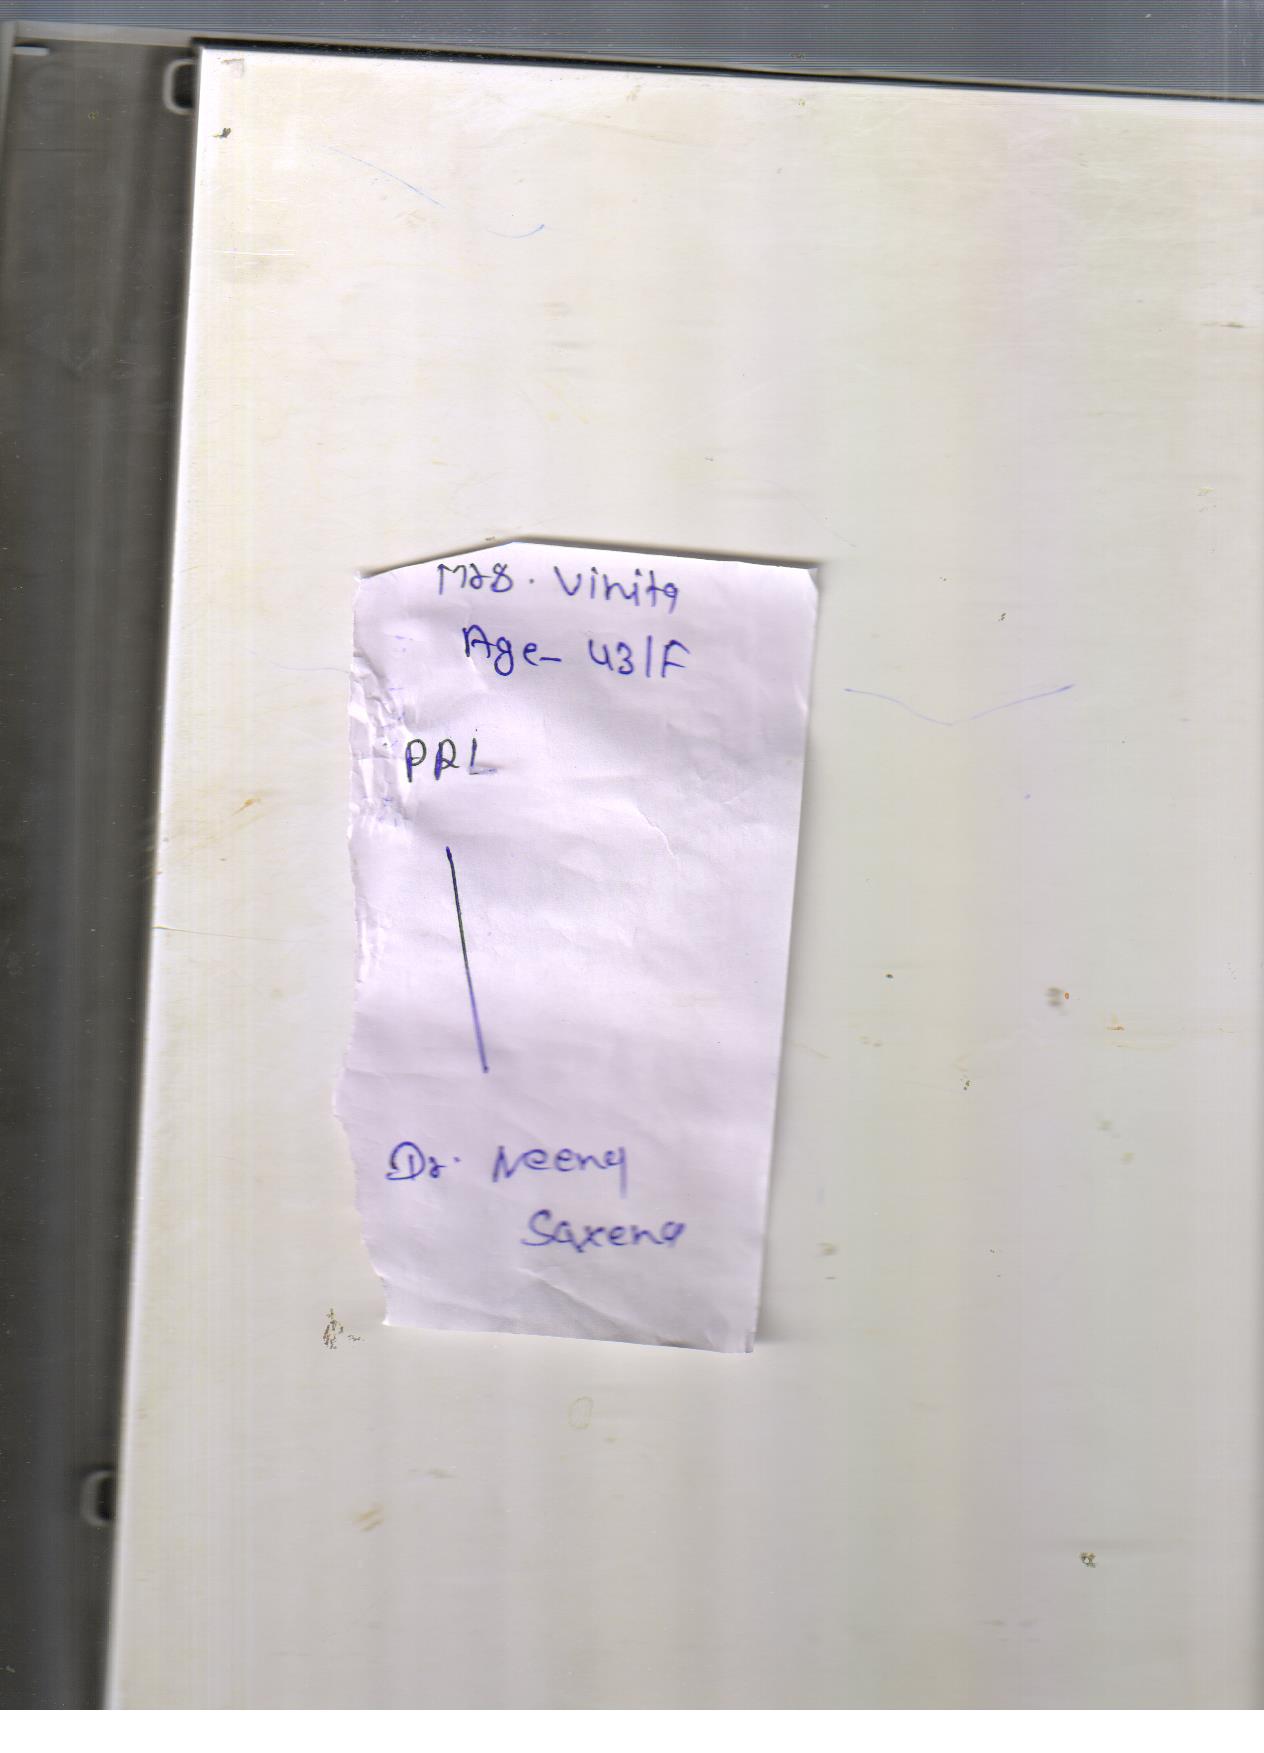 Mrs. Vinita
Age- 43/F
PRL
Dr. Neena
Saxena